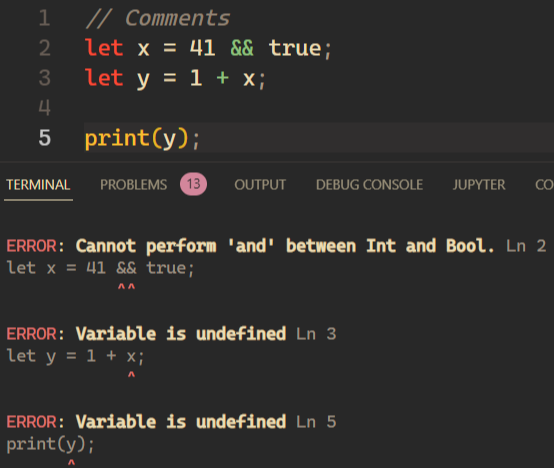 1 // Comments
2 let x = 41 && true;
3 let y = 1 + x;
4
5 print(y);
TERMINAL PROBLEMS 13 OUTPUT DEBUG CONSOLE JUPYTER CO
ERROR: Cannot perform 'and' between Int and Bool. Ln 2
let x = 41 && true;
^^
ERROR: Variable is undefined Ln 3
let y = 1 + x;
^
ERROR: Variable is undefined Ln 5
print(y);
^